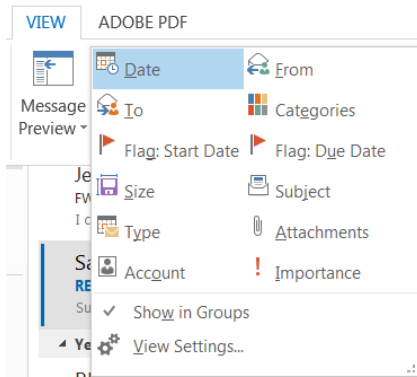 VIEW ADOBE PDF
Date From
Message To Categories
Preview Flag: Start Date Flag: Due Date
Je
FW Size Subject
I c
Type Attachments
Sa
RE Account ! Importance
Su Show in Groups
Ye View Settings...